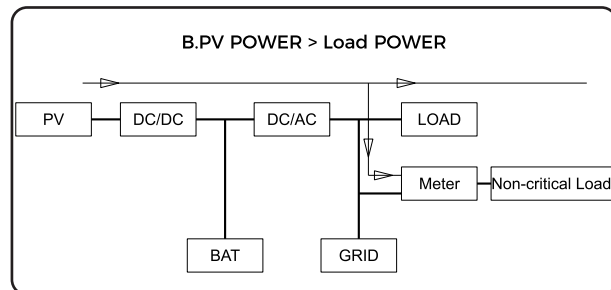 B.PV POWER > Load POWER
PV
DC/DC
DC/AC
LOAD
Meter
Non-critical Load
BAT
GRID